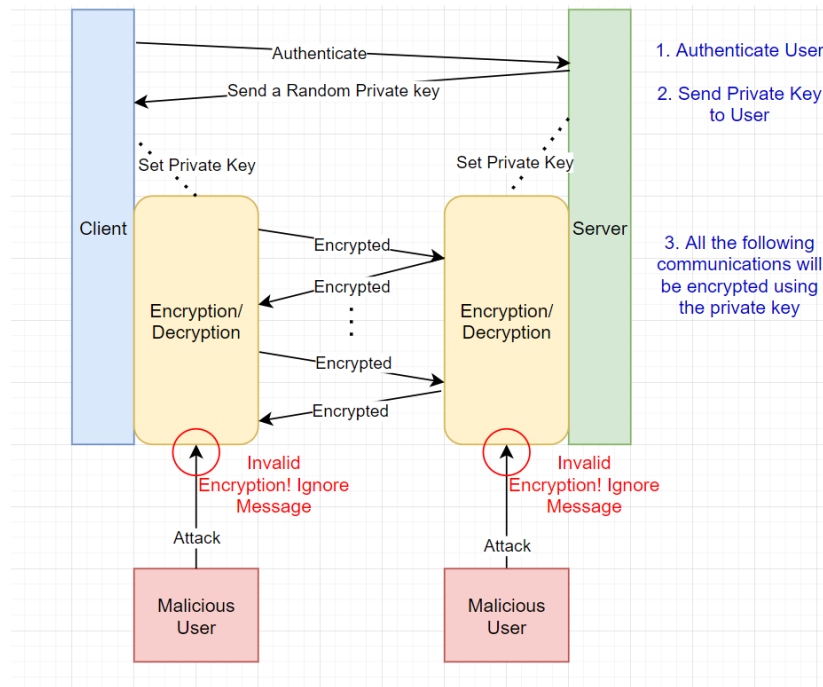 Authenticate
1. Authenticate User
Send a Random Private key
2. Send Private Key
to User
Set Private Key
Set Private Key
Client
Server
Encrypted
3. All the following
communications will
be encrypted using
the private key
Encrypted
Encryption/
Decryption
Encryption/
Decryption
Encrypted
Encrypted
Invalid
Encryption! Ignore
Message
Invalid
Encryption! Ignore
Message
Attack
Attack
Malicious
User
Malicious
User